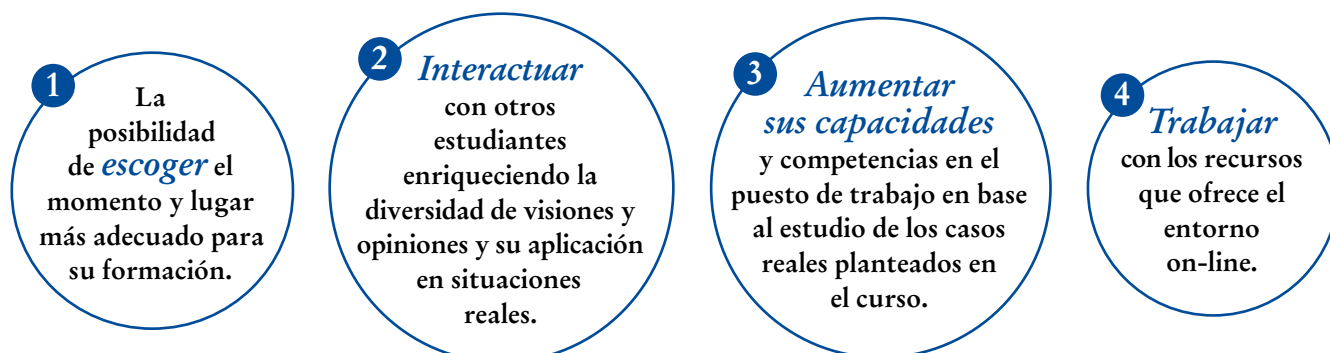 1
La
posibilidad
de escoger el
momento y lugar
más adecuado para
su formación.
2
Interactuar
con otros
estudiantes
enriqueciendo la
diversidad de visiones y
opiniones y su aplicación
en situaciones
reales.
3
Aumentar
sus capacidades
y competencias en el
puesto de trabajo en base
al estudio de los casos
reales planteados en
el curso.
4
Trabajar
con los recursos
que ofrece el
entorno
on-line.